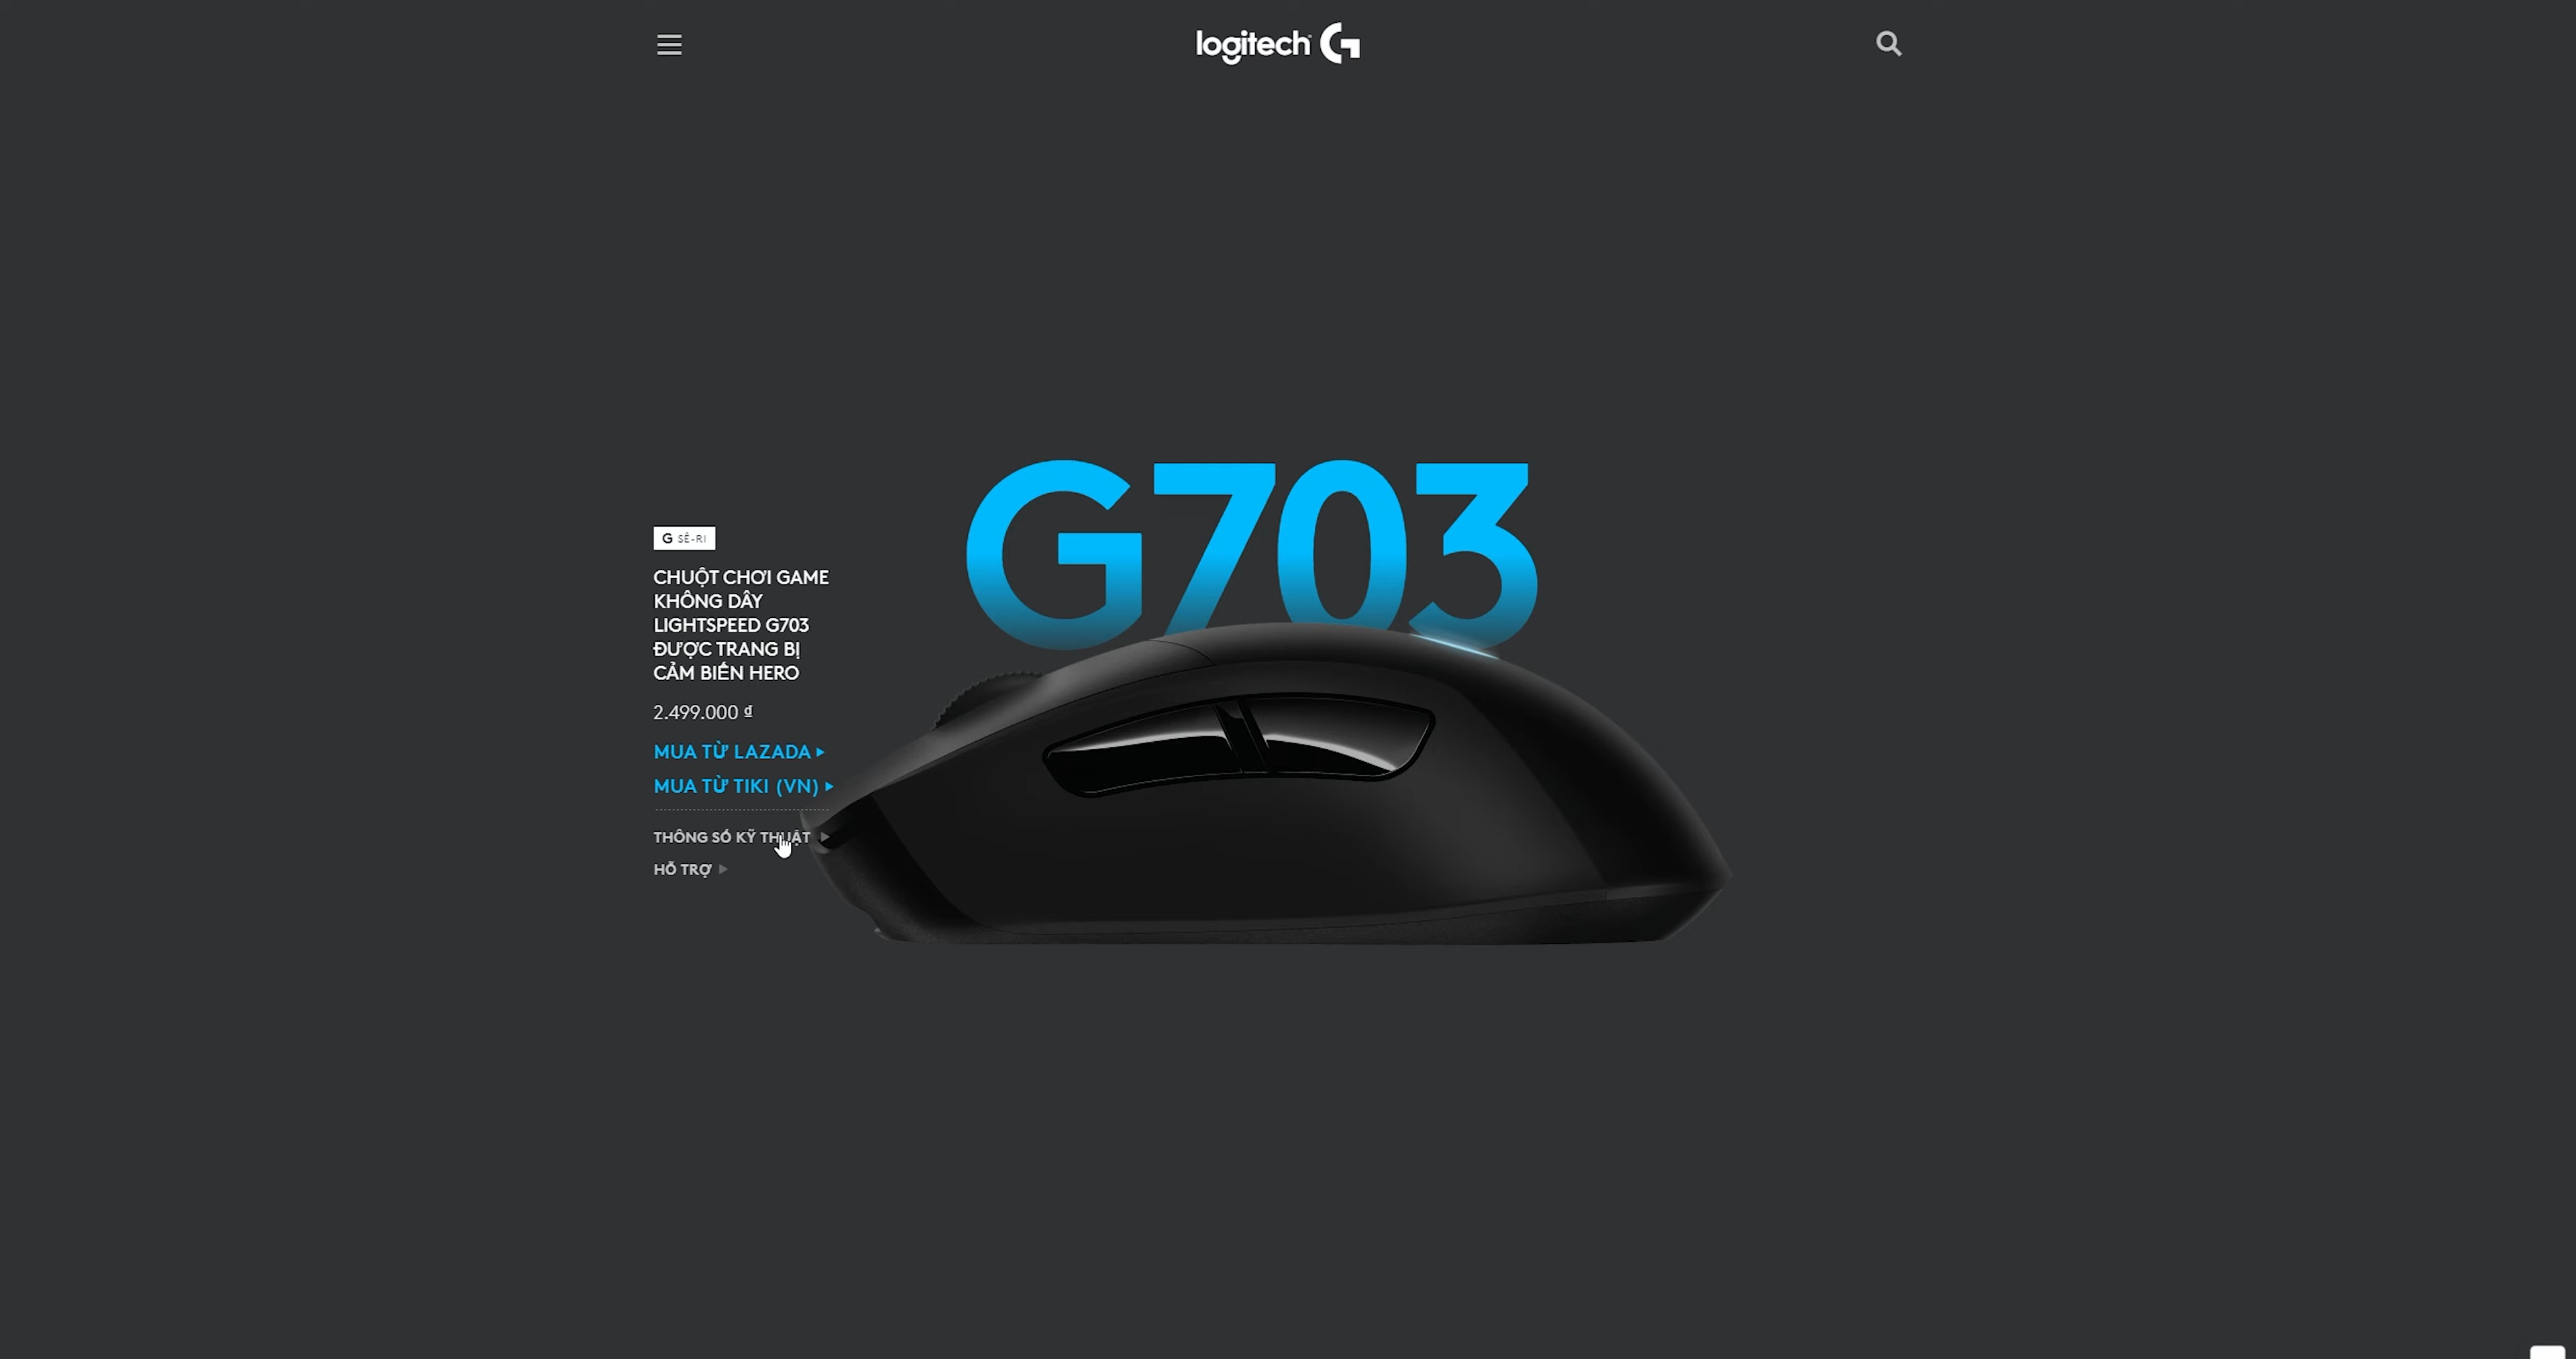 logitech G
G703
G SÊ-RI
CHUỘT CHƠI GAME
KHÔNG DÂY
LIGHTSPEED G703
ĐƯỢC TRANG BỊ
CẢM BIẾN HERO
2.499.000 ₫
MUA TỪ LAZADA
MUA TỪ TIKI (VN)
THÔNG SỐ KỸ THUẬT
HỖ TRỢ